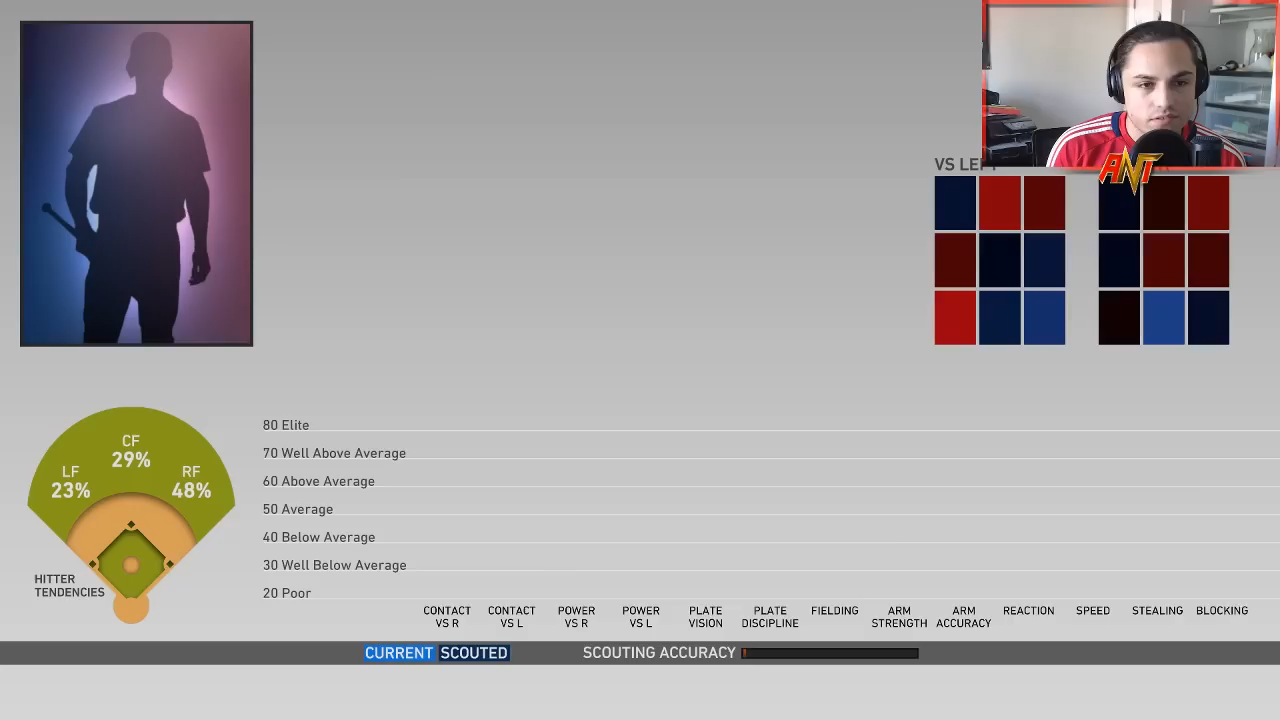 VS LEFT
ANT
CF
29%
LF
23%
RF
48%
HITTER
TENDENCIES
80 Elite
70 Well Above Average
60 Above Average
50 Average
40 Below Average
30 Well Below Average
20 Poor
CONTACT
VS R
CONTACT
VS L
POWER
VS R
POWER
VS L
PLATE
VISION
PLATE
DISCIPLINE
FIELDING
ARM
STRENGTH
ARM
ACCURACY
REACTION
SPEED
STEALING
BLOCKING
CURRENT SCOUTED
SCOUTING ACCURACY